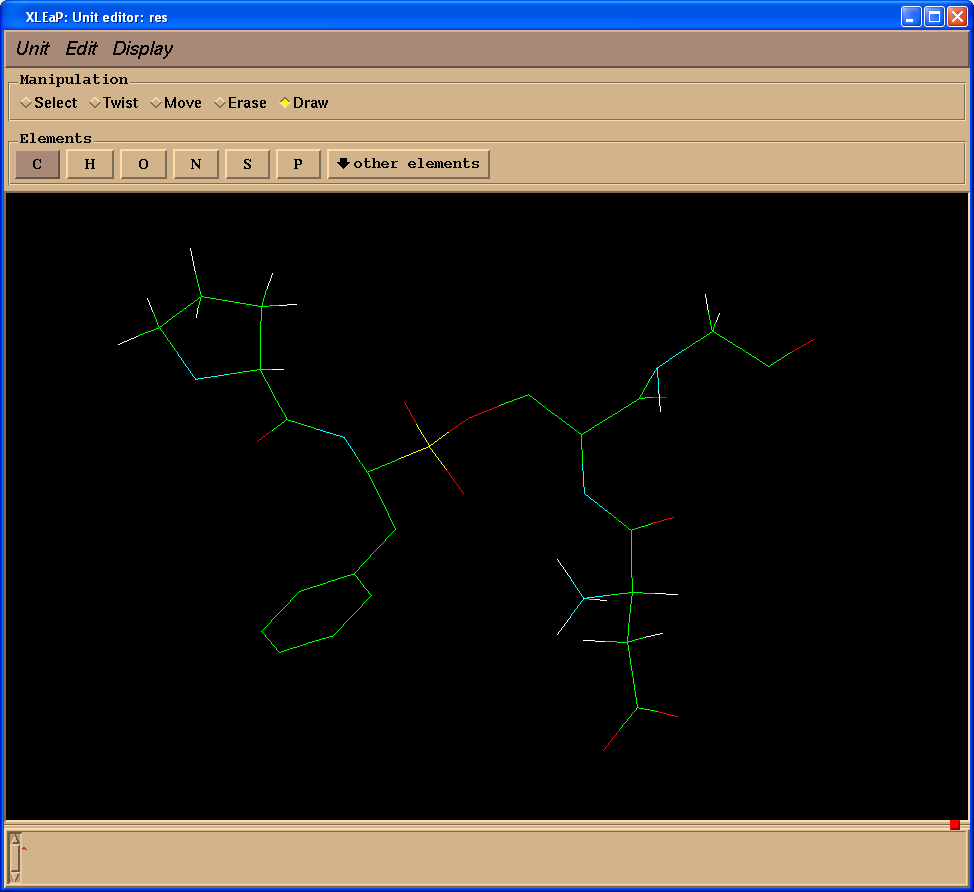 XLEaP: Unit editor: res
Unit Edit Display
Manipulation
Select Twist Move Erase Draw
Elements
C H O N S P other elements
^